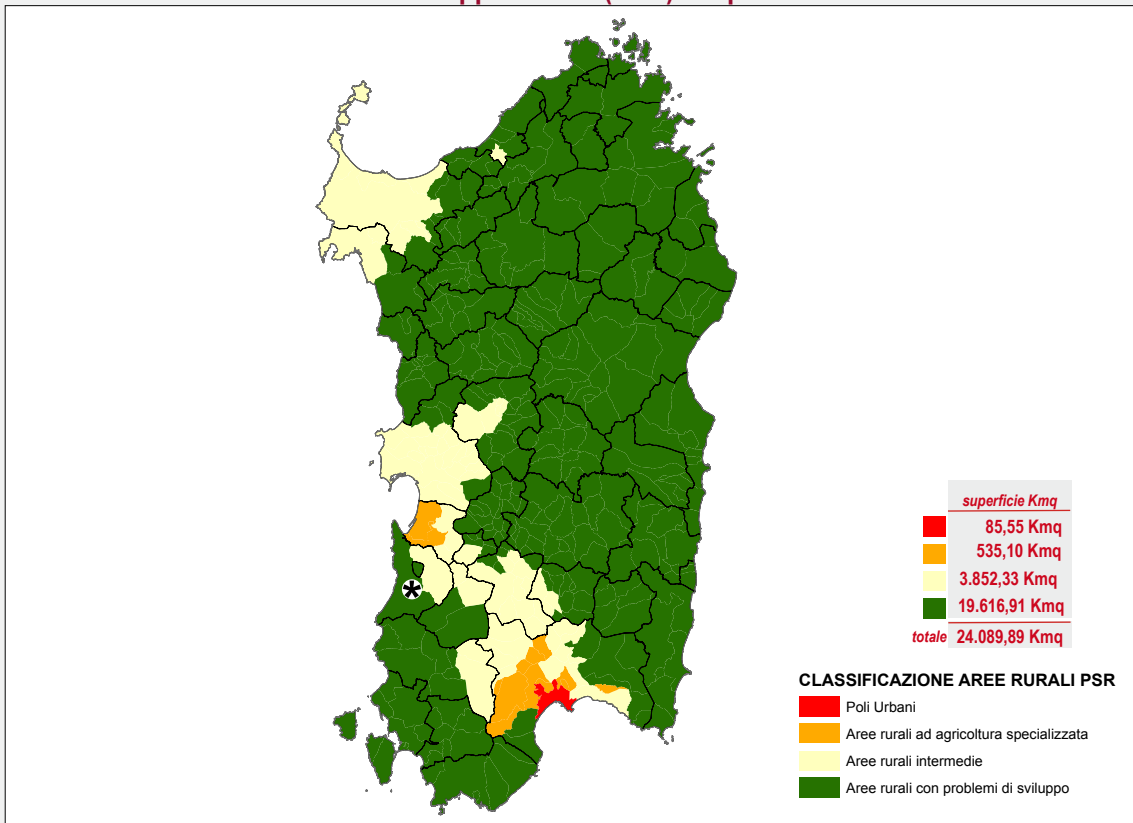 superficie Kmq
85,55 Kmq
535,10 Kmq
3.852,33 Kmq
19.616,91 Kmq
totale 24.089,89 Kmq
*
CLASSIFICAZIONE AREE RURALI PSR
Poli Urbani
Aree rurali ad agricoltura specializzata
Aree rurali intermedie
Aree rurali con problemi di sviluppo